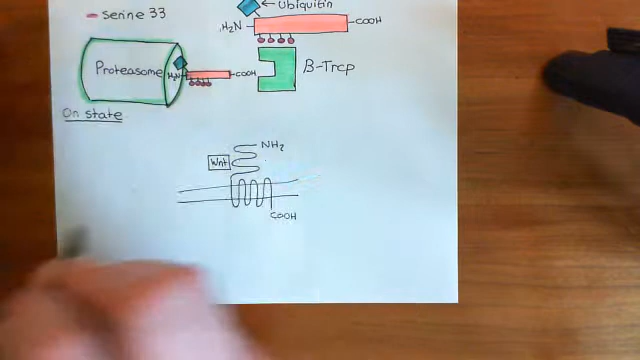 - Serine 33
← Ubiquitin
H₂N
COOH
Proteasome
H₂N
COOH
β-Trcp
On state
NH₂
Wnt
COOH